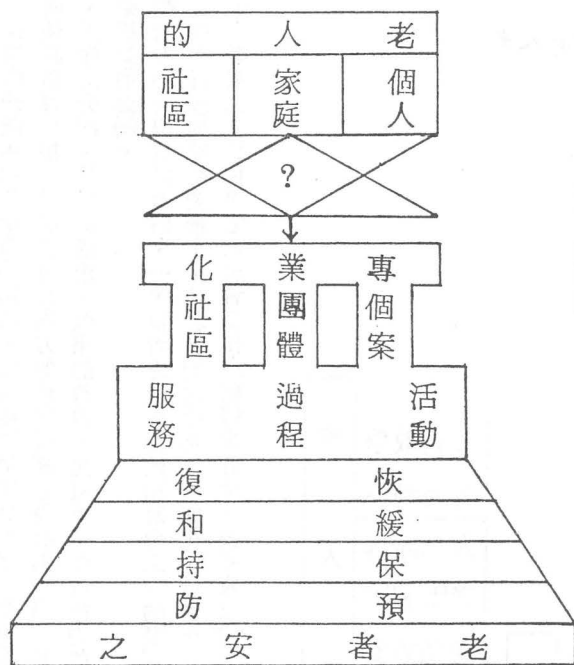 老人的
個人 家庭 社區
?
專業化
個案 團體 社區
活動 過程 服務
恢復
緩和
保持
預防
老者安之